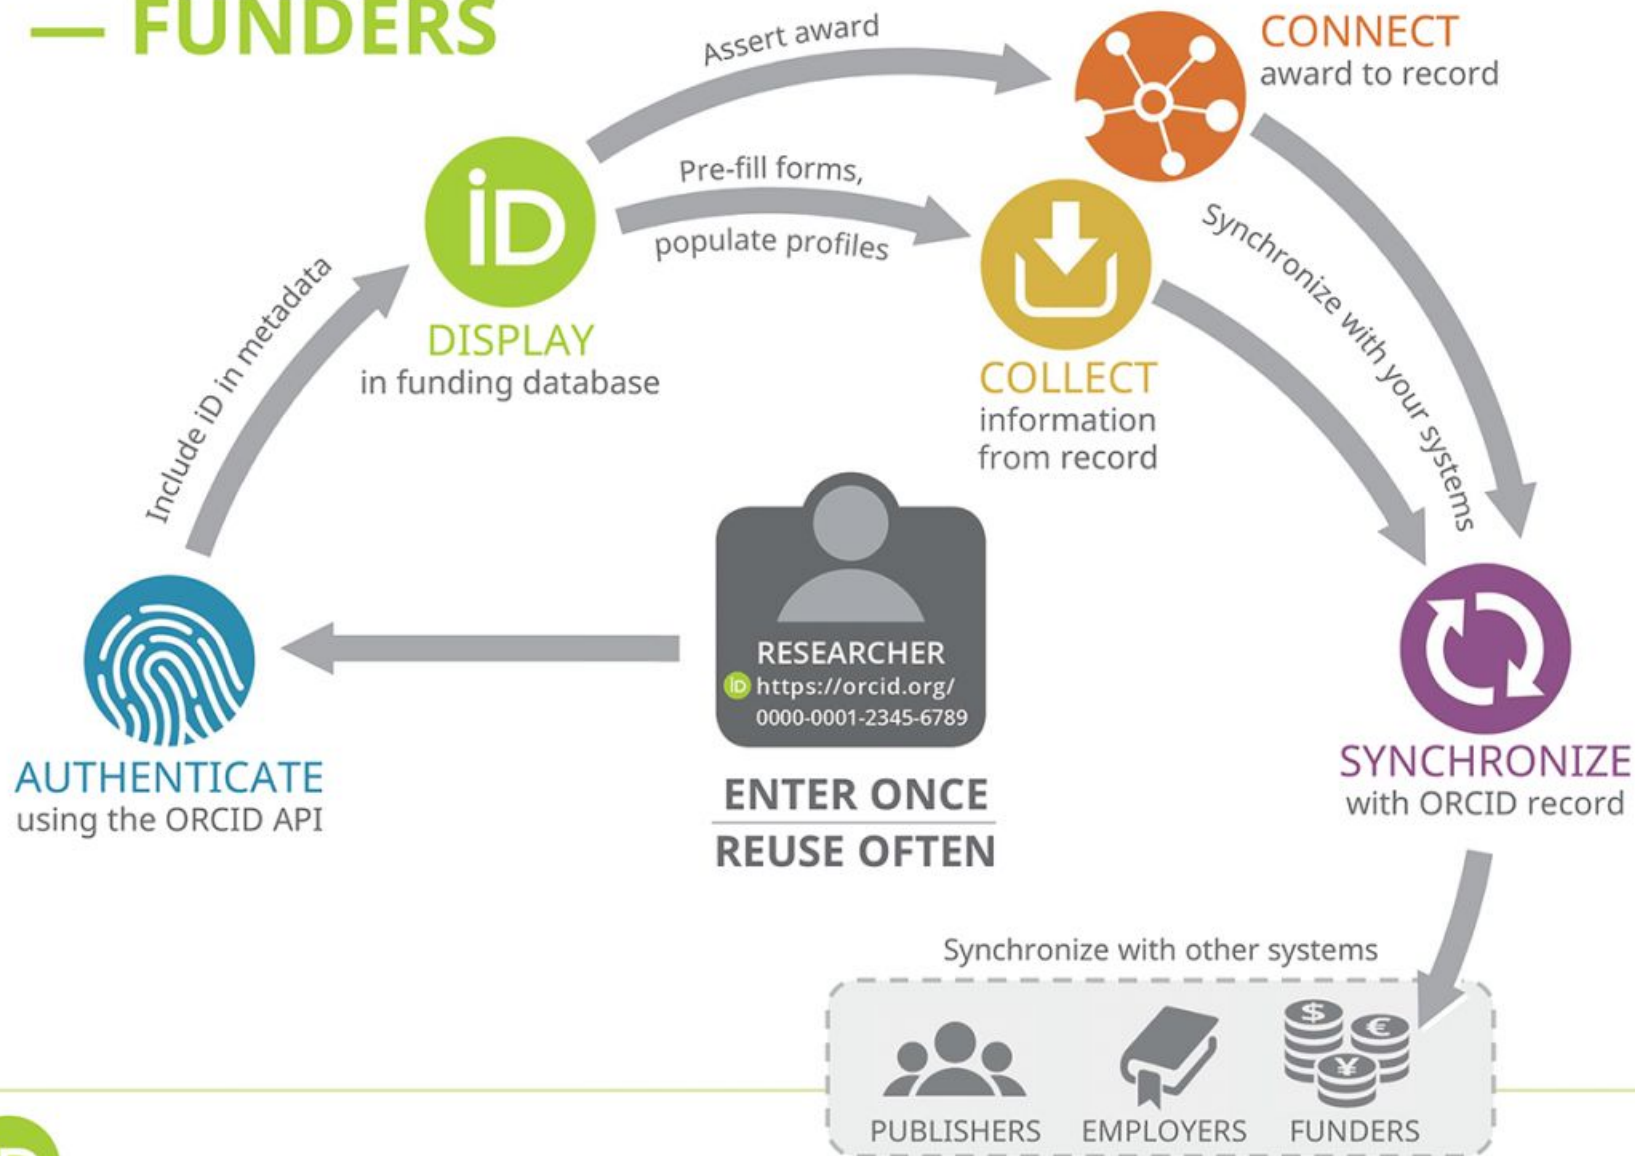 — FUNDERS
Assert award
CONNECT
award to record
Pre-fill forms,
populate profiles
iD
DISPLAY
in funding database
Include iD in metadata
COLLECT
information
from record
Synchronize with your systems
RESEARCHER
iD https://orcid.org/
0000-0001-2345-6789
AUTHENTICATE
using the ORCID API
ENTER ONCE
REUSE OFTEN
SYNCHRONIZE
with ORCID record
Synchronize with other systems
$ € ¥
PUBLISHERS EMPLOYERS FUNDERS